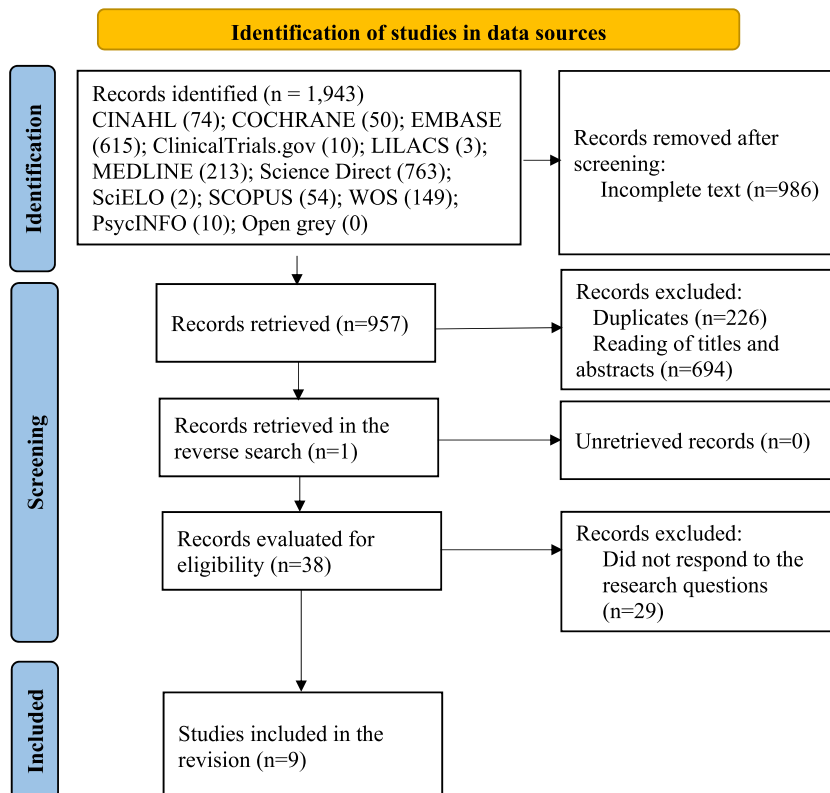 Identification of studies in data sources
Identification
Records identified (n = 1,943)
CINAHL (74); COCHRANE (50); EMBASE
(615); ClinicalTrials.gov (10); LILACS (3);
MEDLINE (213); Science Direct (763);
SciELO (2); SCOPUS (54); WOS (149);
PsycINFO (10); Open grey (0)
Records removed after
screening:
Incomplete text (n=986)
Screening
Records retrieved (n=957)
Records excluded:
Duplicates (n=226)
Reading of titles and
abstracts (n=694)
Records retrieved in the
reverse search (n=1)
Unretrieved records (n=0)
Records evaluated for
eligibility (n=38)
Records excluded:
Did not respond to the
research questions
(n=29)
Included
Studies included in the
revision (n=9)